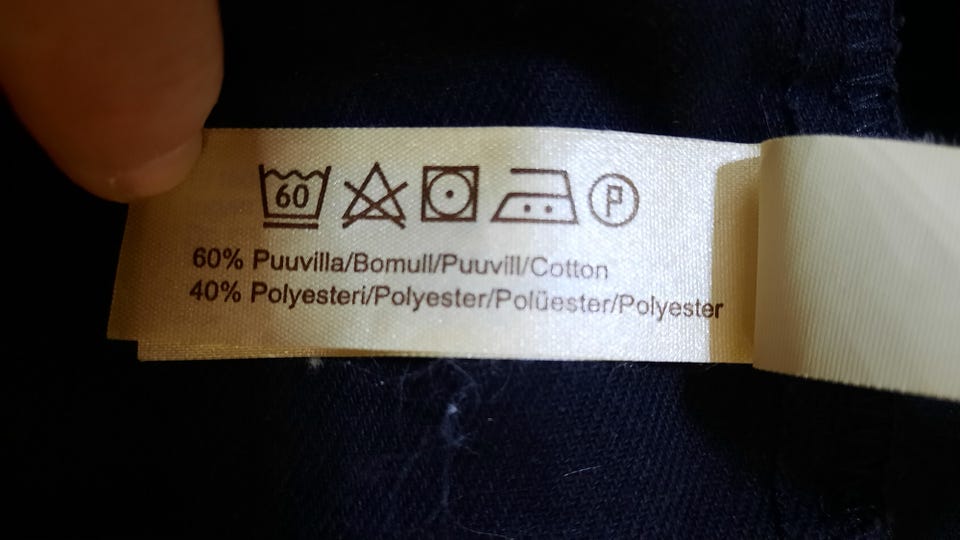 60 P
60% Puuvilla/Bomull/Puuvill/Cotton
40% Polyesteri/Polyester/Polüester/Polyester